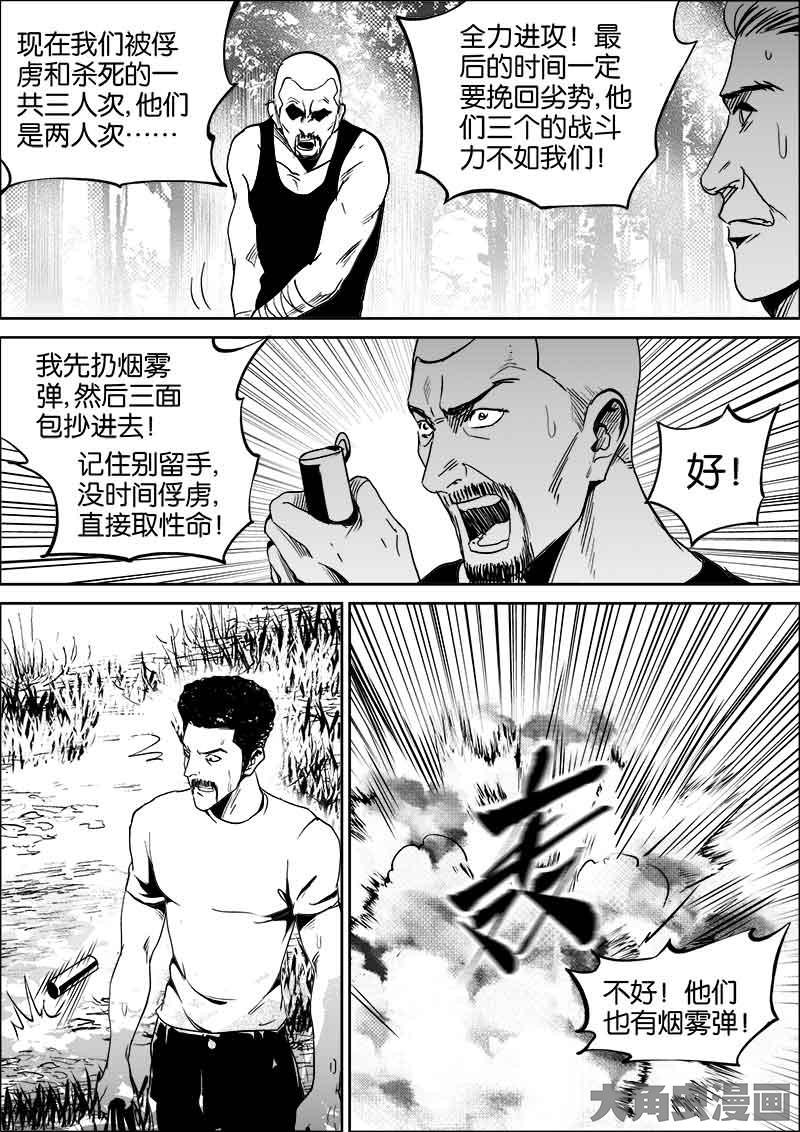 现在我们被俘
虏和杀死的一
共三人次,他们
是两人次……
全力进攻！最
后的时间一定
要挽回劣势,他
们三个的战斗
力不如我们！
我先扔烟雾
弹,然后三面
包抄进去！
记住别留手,
没时间俘虏,
直接取性命！
好！
不好！他们
也有烟雾弹！
大角虫漫画